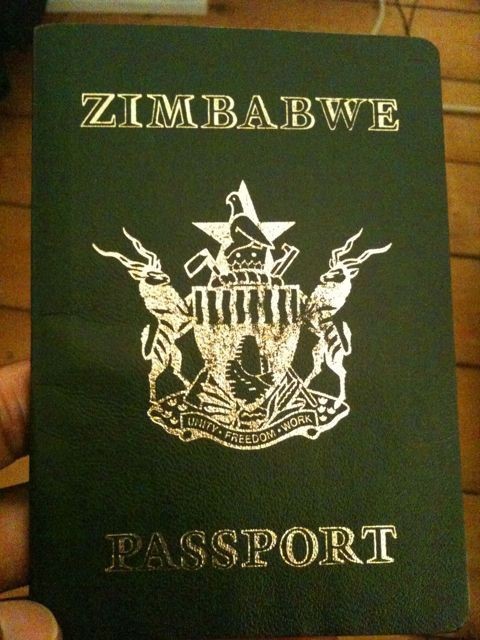 ZIMBABWE
UNITY • FREEDOM • WORK
PASSPORT